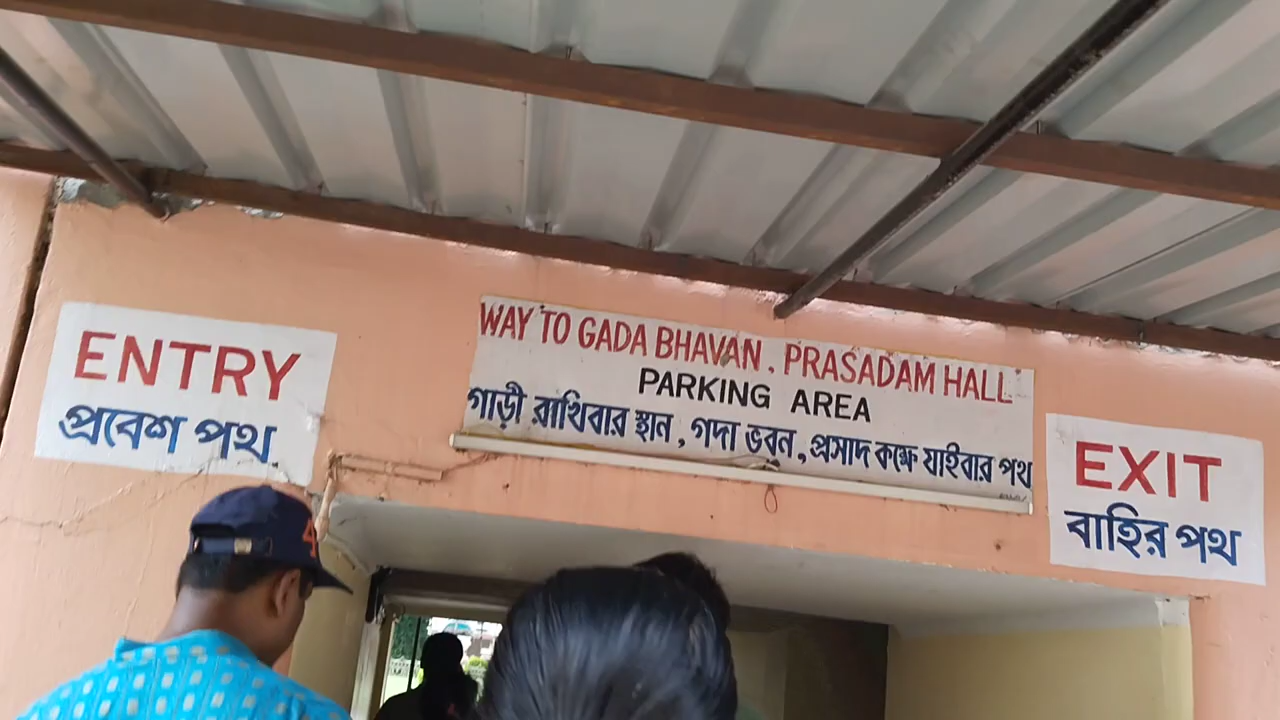 ENTRY
প্রবেশ পথ
WAY TO GADA BHAVAN, PRASADAM HALL
PARKING AREA
গাড়ী রাখিবার স্থান, গদা ভবন, প্রসাদ কক্ষে যাইবার পথ
EXIT
বাহির পথ